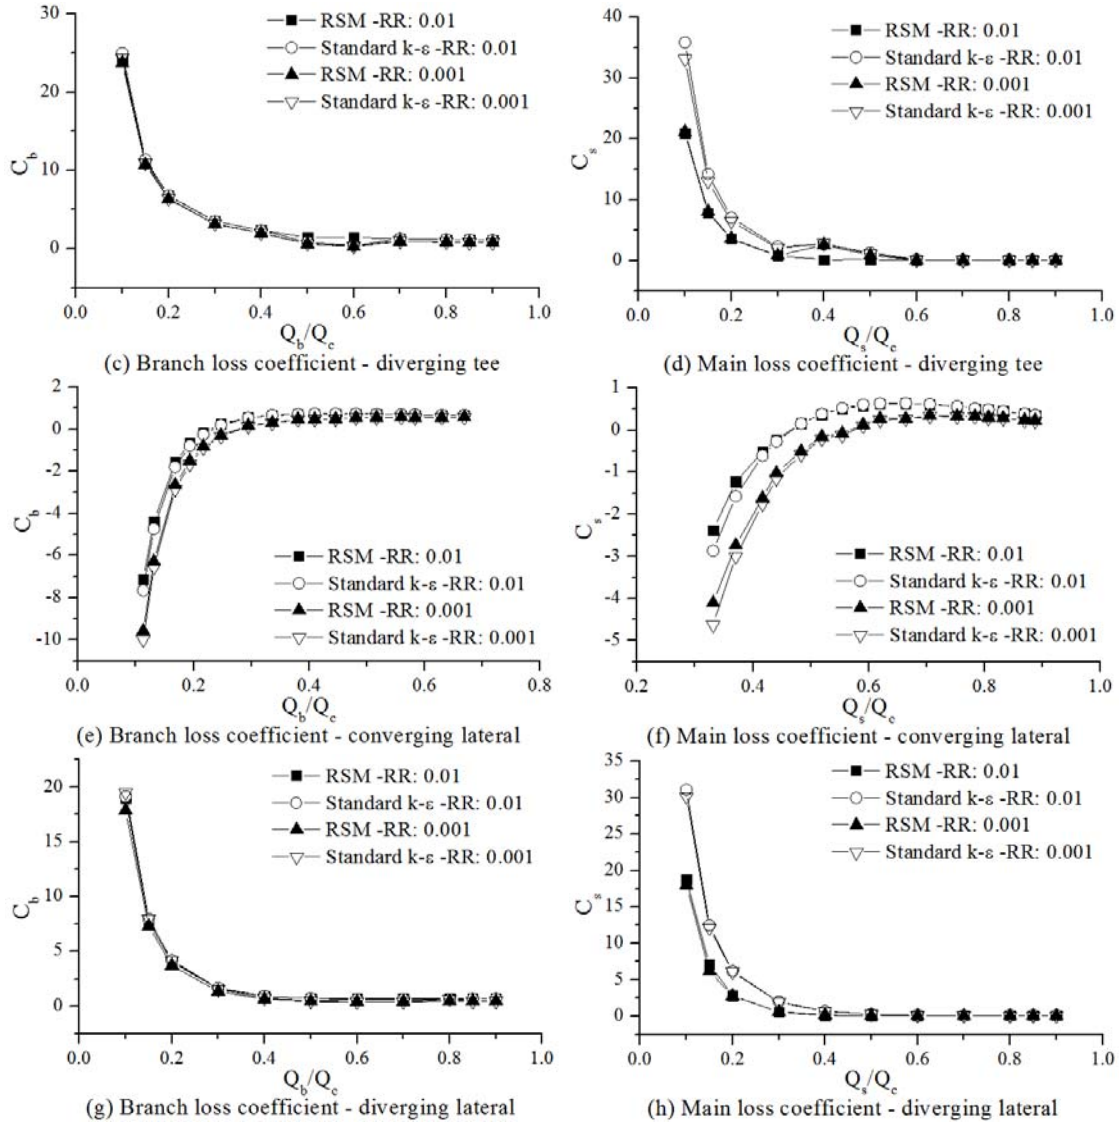 30
20
10
0
C_b
RSM -RR: 0.01
Standard k-ε -RR: 0.01
RSM -RR: 0.001
Standard k-ε -RR: 0.001
0.0 0.2 0.4 0.6 0.8 1.0
Q_b/Q_c
(c) Branch loss coefficient - diverging tee
40
30
20
10
0
C_s
RSM -RR: 0.01
Standard k-ε -RR: 0.01
RSM -RR: 0.001
Standard k-ε -RR: 0.001
0.0 0.2 0.4 0.6 0.8 1.0
Q_s/Q_c
(d) Main loss coefficient - diverging tee
2
0
-2
-4
-6
-8
-10
C_b
RSM -RR: 0.01
Standard k-ε -RR: 0.01
RSM -RR: 0.001
Standard k-ε -RR: 0.001
0.0 0.2 0.4 0.6 0.8
Q_b/Q_c
(e) Branch loss coefficient - converging lateral
1
0
-1
-2
-3
-4
-5
C_s
RSM -RR: 0.01
Standard k-ε -RR: 0.01
RSM -RR: 0.001
Standard k-ε -RR: 0.001
0.2 0.4 0.6 0.8 1.0
Q_s/Q_c
(f) Main loss coefficient - converging lateral
20
15
10
5
0
C_b
RSM -RR: 0.01
Standard k-ε -RR: 0.01
RSM -RR: 0.001
Standard k-ε -RR: 0.001
0.0 0.2 0.4 0.6 0.8 1.0
Q_b/Q_c
(g) Branch loss coefficient - diverging lateral
35
30
25
20
15
10
5
0
C_s
RSM -RR: 0.01
Standard k-ε -RR: 0.01
RSM -RR: 0.001
Standard k-ε -RR: 0.001
0.0 0.2 0.4 0.6 0.8 1.0
Q_s/Q_c
(h) Main loss coefficient - diverging lateral